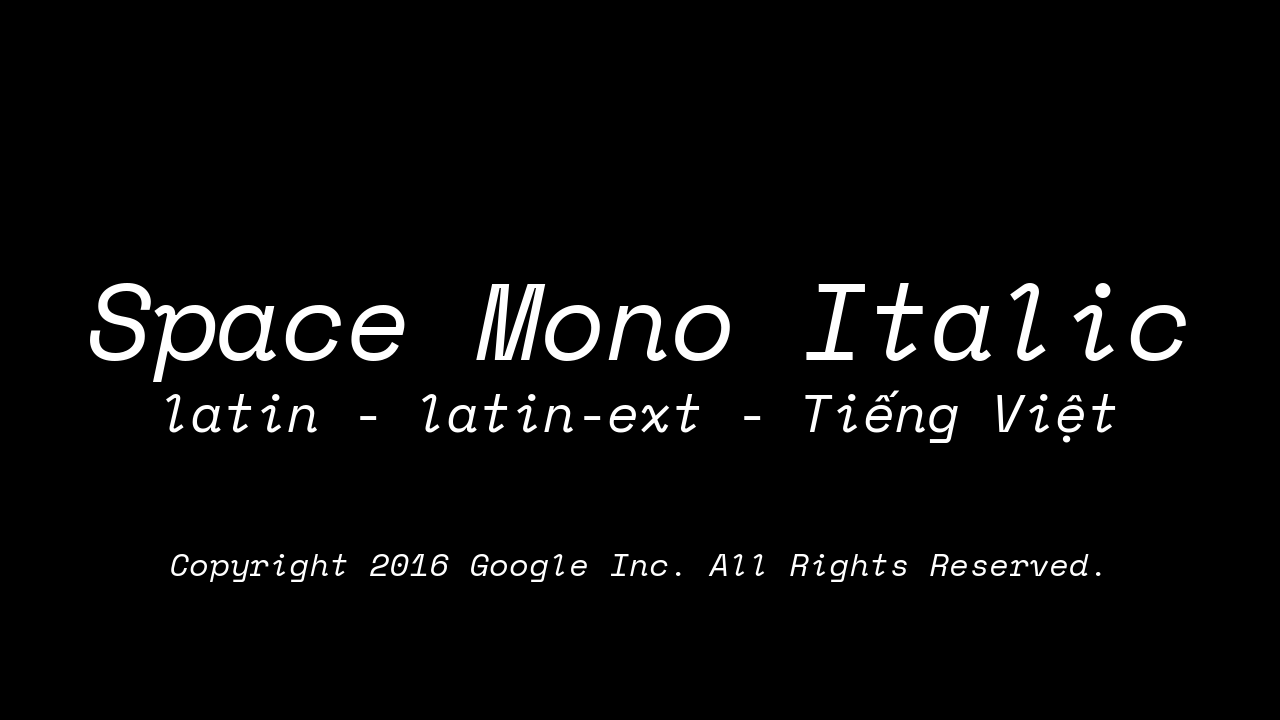 Space Mono Italic
latin - latin-ext - Tiếng Việt
Copyright 2016 Google Inc. All Rights Reserved.